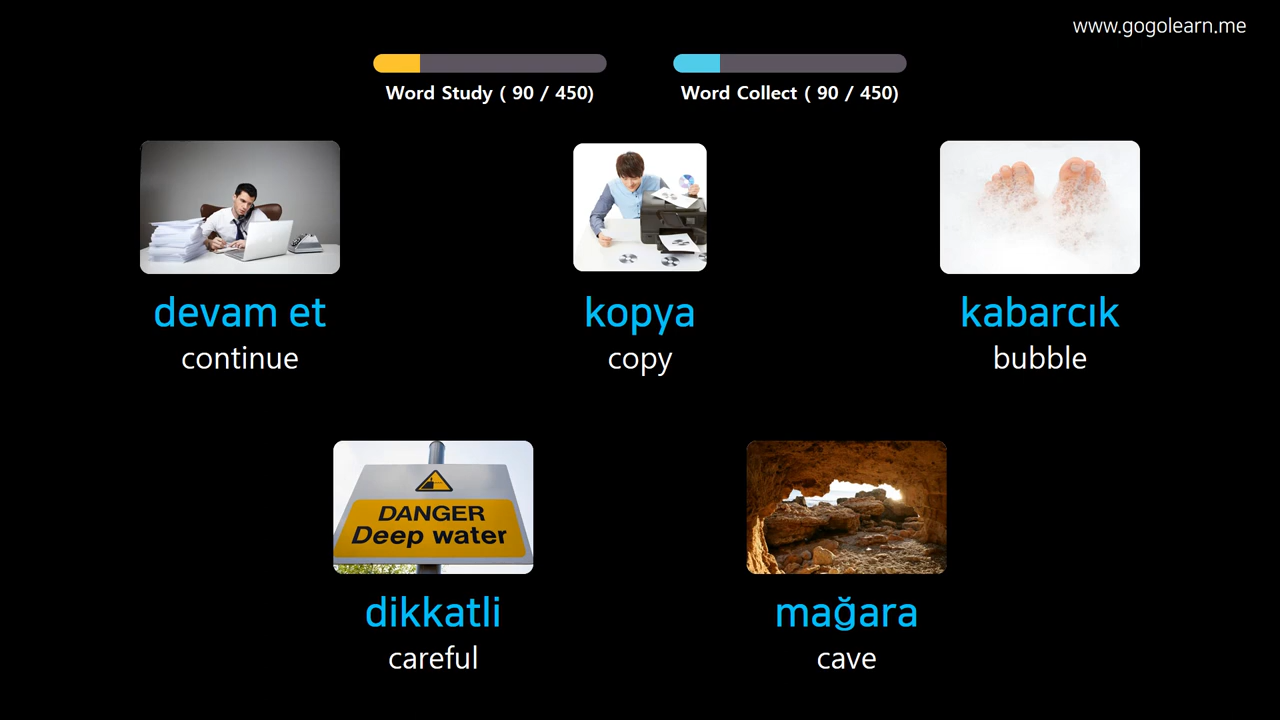 www.gogolearn.me
Word Study ( 90 / 450)
Word Collect ( 90 / 450)
devam et
continue
kopya
copy
kabarcık
bubble
DANGER
Deep water
dikkatli
careful
mağara
cave